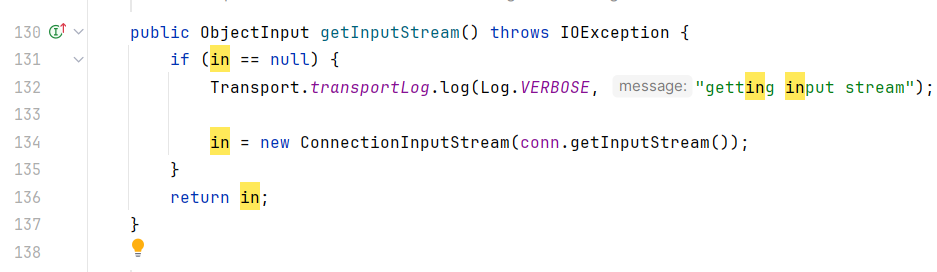 130 public ObjectInput getInputStream() throws IOException {
131 if (in == null) {
132 Transport.transportLog.log(Log.VERBOSE, message: "getting input stream");
133
134 in = new ConnectionInputStream(conn.getInputStream());
135 }
136 return in;
137 }
138